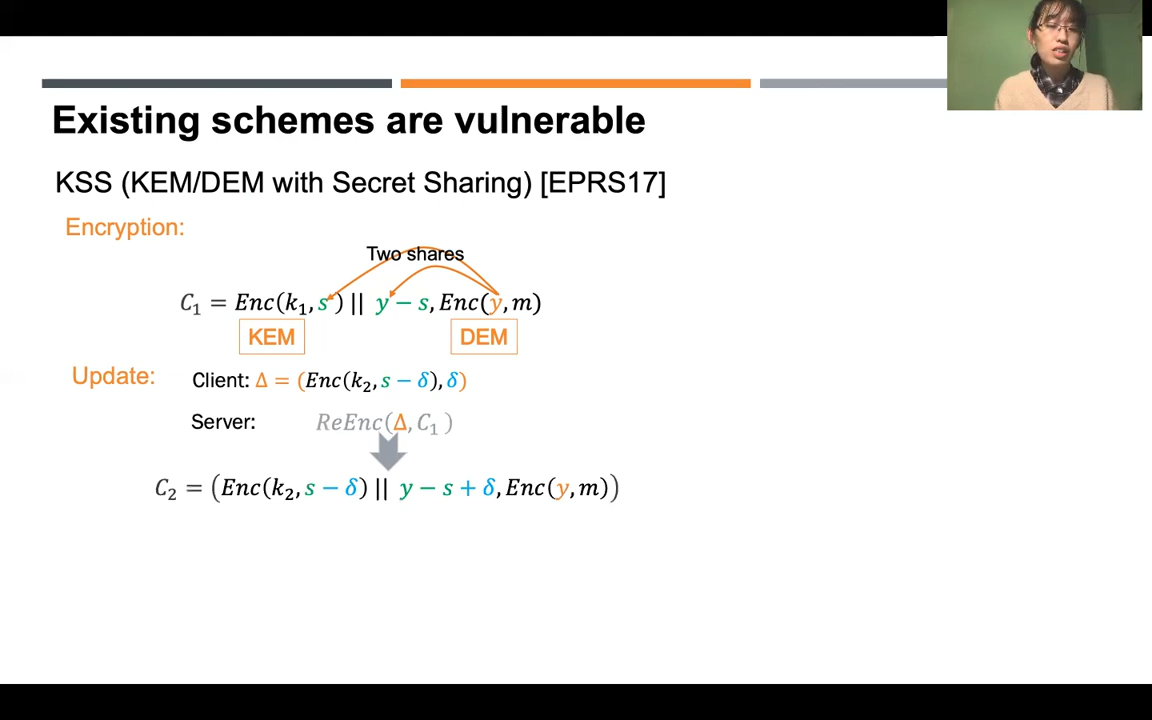 Existing schemes are vulnerable
KSS (KEM/DEM with Secret Sharing) [EPRS17]
Encryption:
Two shares
C₁ = Enc(k₁, s) || y − s, Enc(y, m)
KEM DEM
Update: Client: Δ = (Enc(k₂, s − δ), δ)
Server: ReEnc(Δ, C₁ )
C₂ = (Enc(k₂, s − δ) || y − s + δ, Enc(y, m))